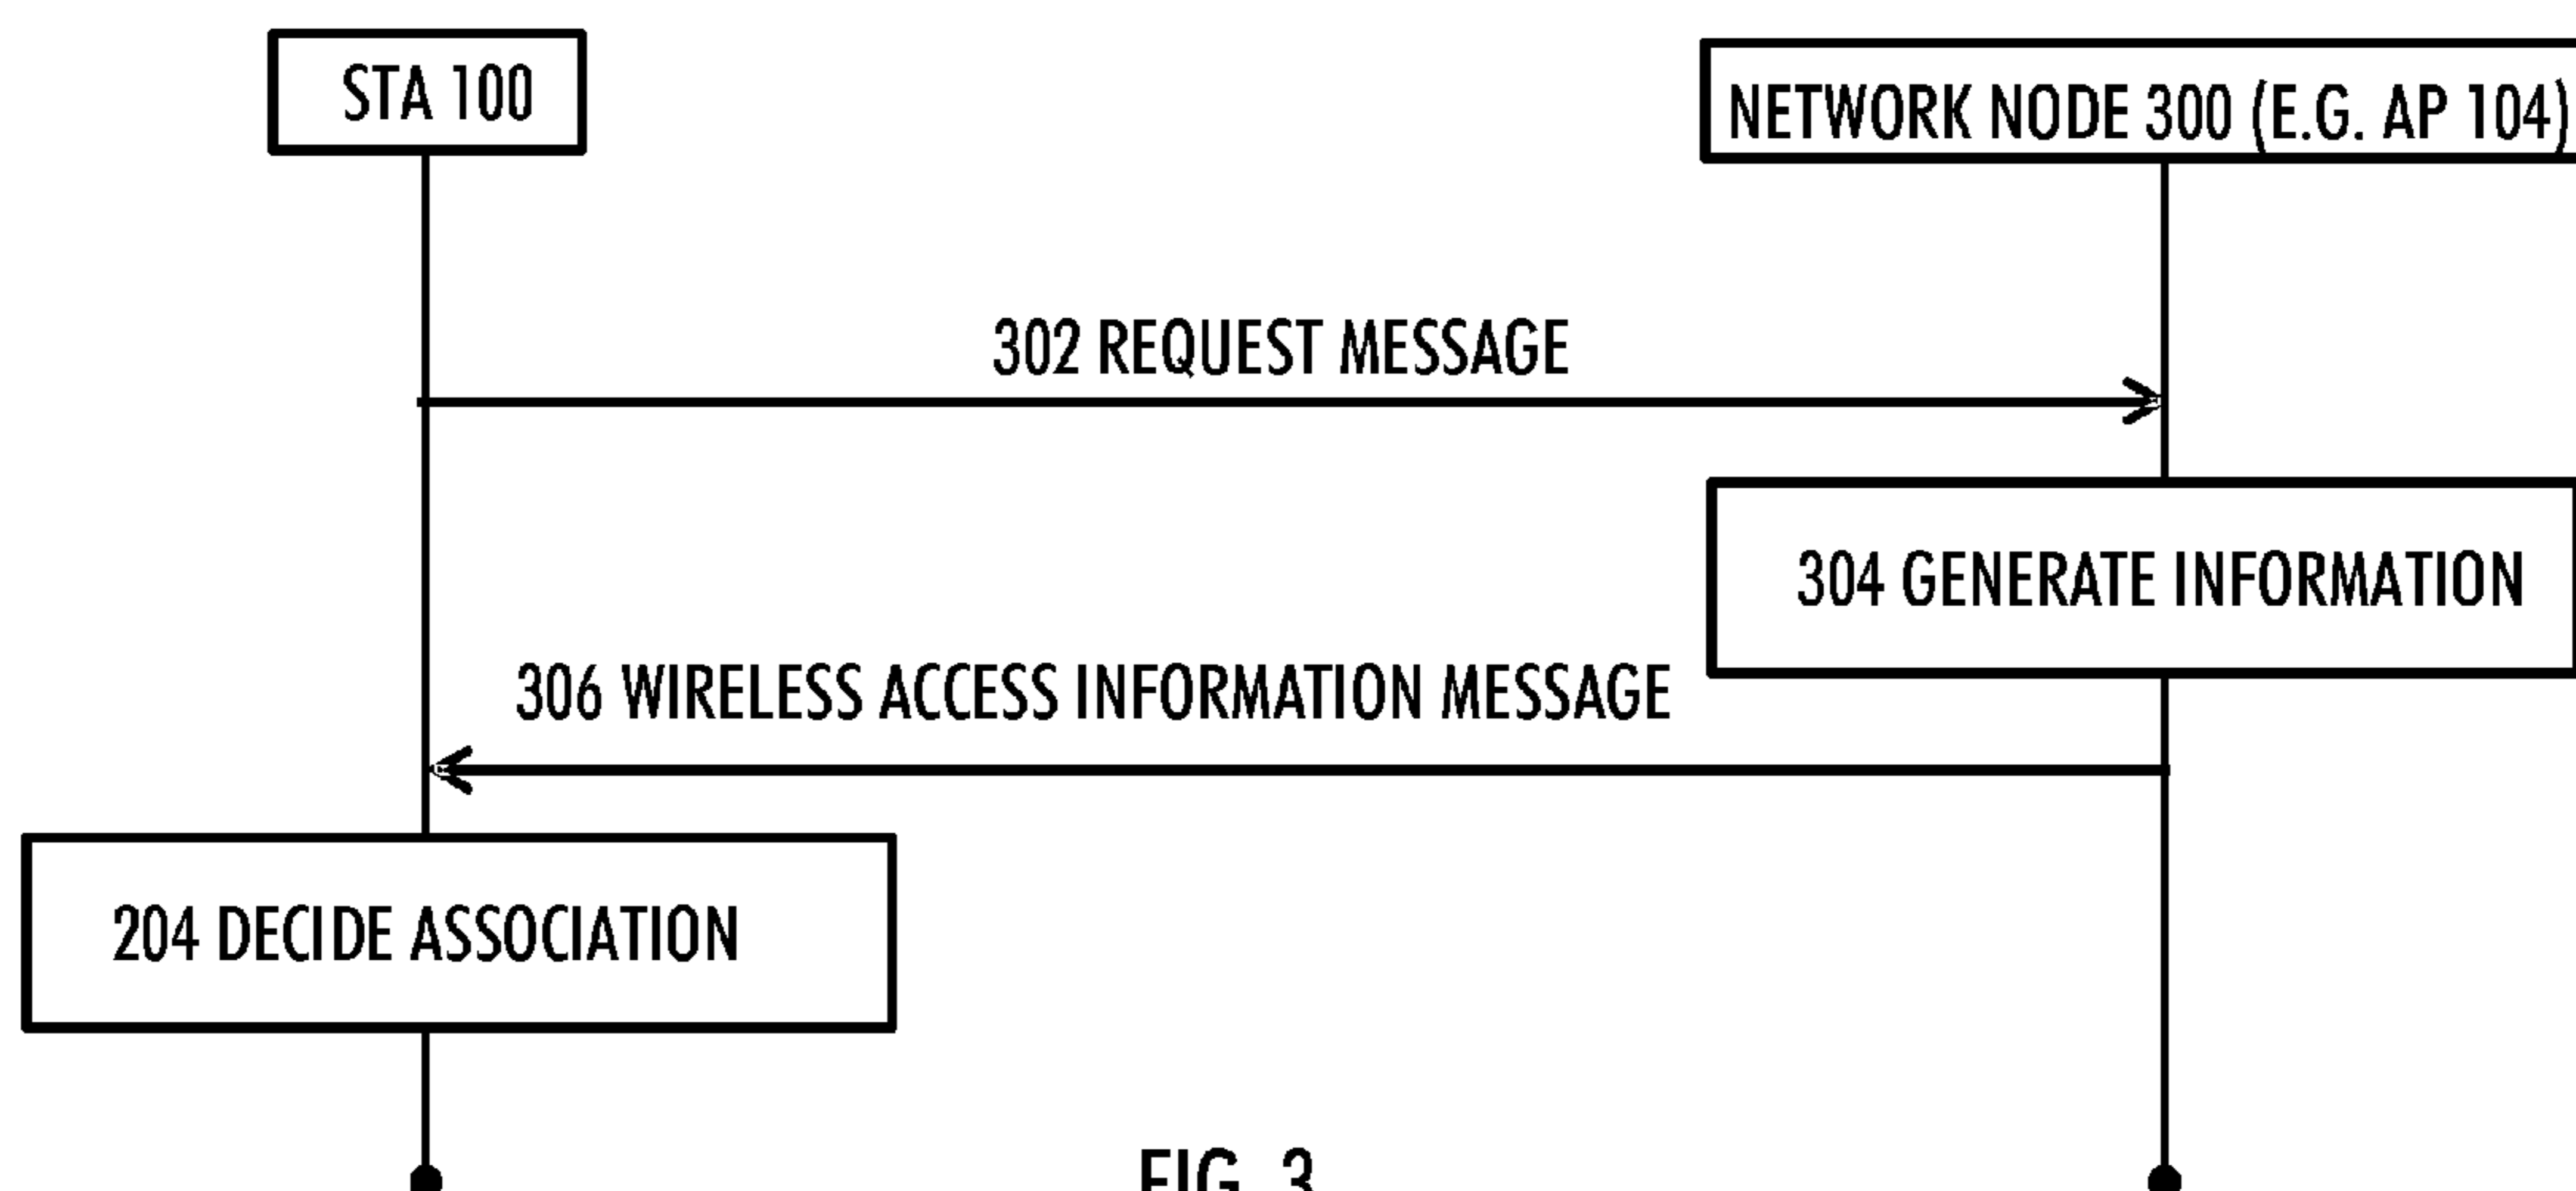 STA 100
NETWORK NODE 300 (E.G. AP 104)
302 REQUEST MESSAGE
304 GENERATE INFORMATION
306 WIRELESS ACCESS INFORMATION MESSAGE
204 DECIDE ASSOCIATION
FIG. 3